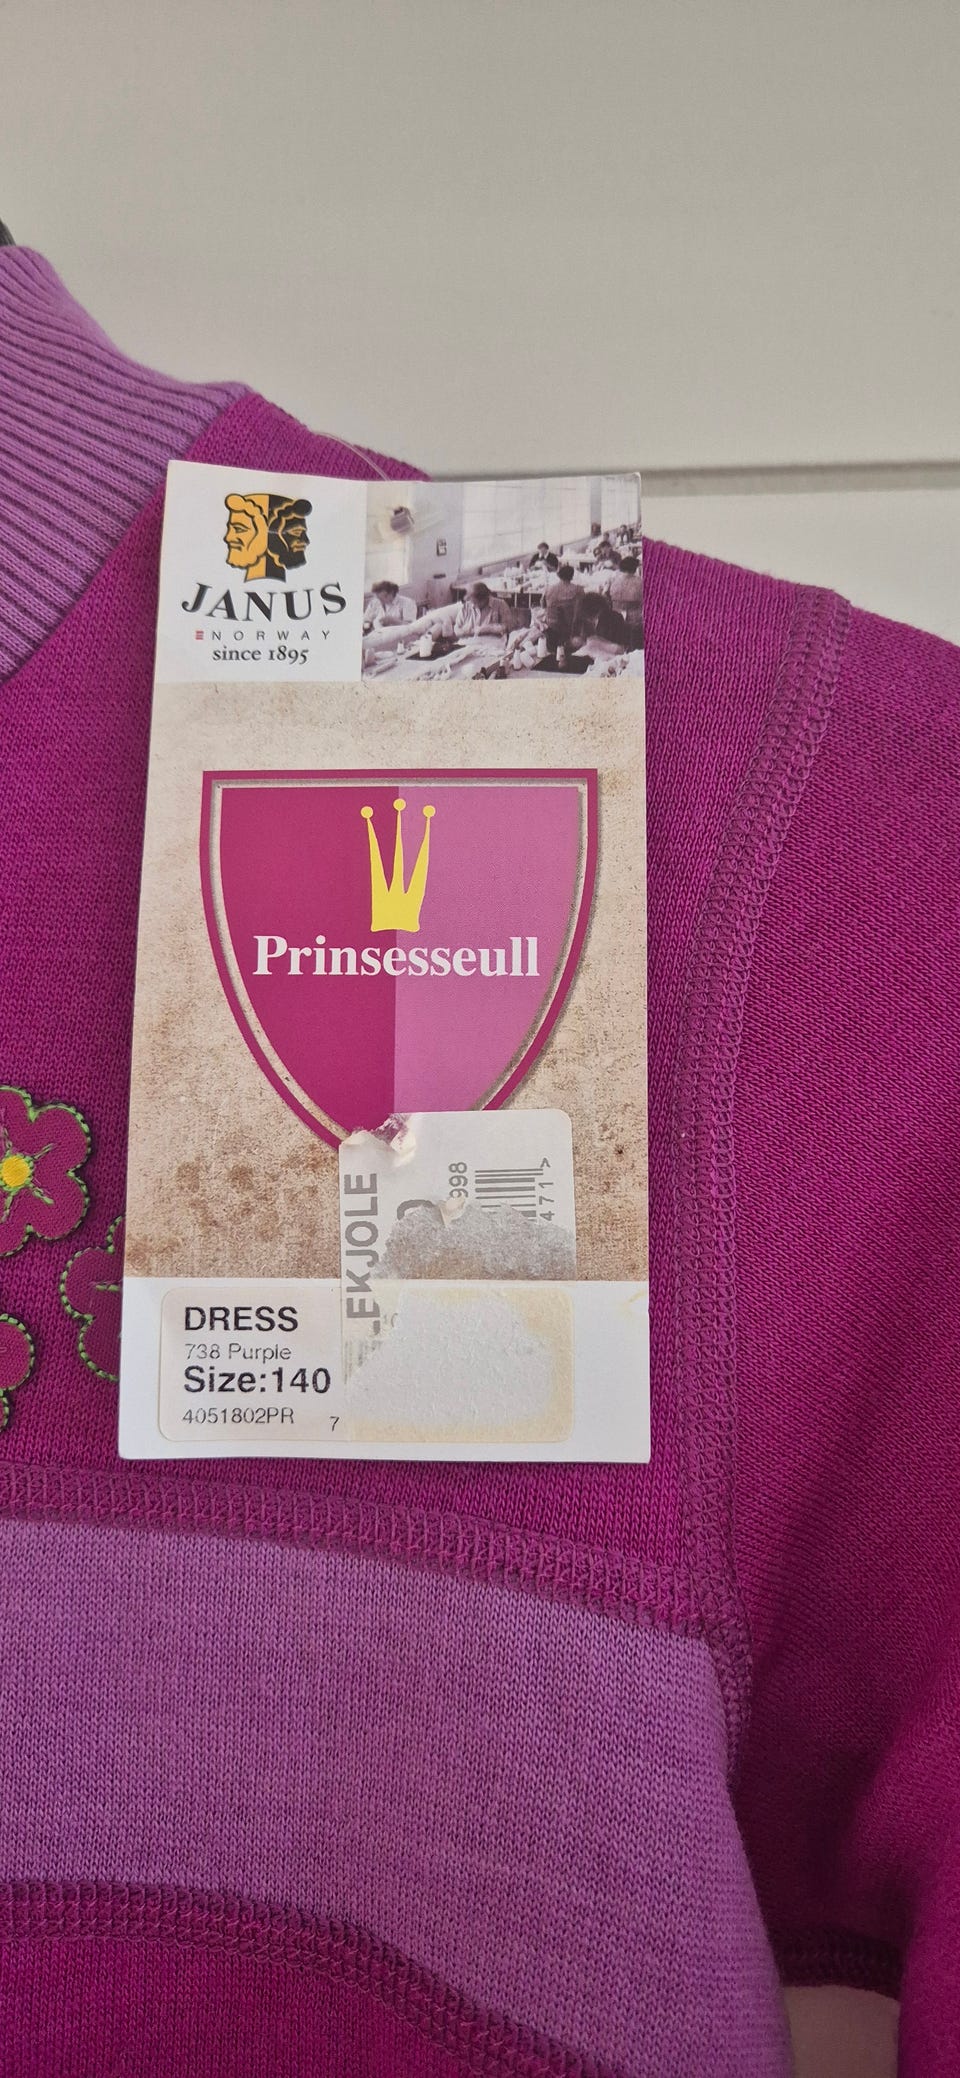 JANUS
NORWAY
since 1895
Prinsesseull
998
471 >
EKJOLE
DRESS
738 Purple
Size:140
4051802PR 7